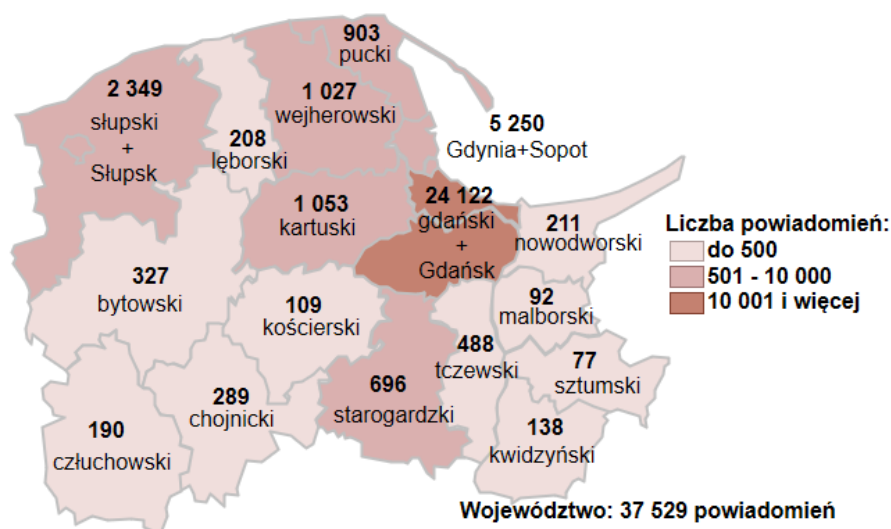 903
pucki
2 349
słupski
+
Słupsk
1 027
wejherowski
208
lęborski
5 250
Gdynia+Sopot
1 053
kartuski
24 122
gdański
+
Gdańsk
211
nowodworski
Liczba powiadomień:
do 500
501 - 10 000
10 001 i więcej
327
bytowski
109
kościerski
92
malborski
488
tczewski
77
sztumski
289
chojnicki
696
starogardzki
190
człuchowski
138
kwidzyński
Województwo: 37 529 powiadomień